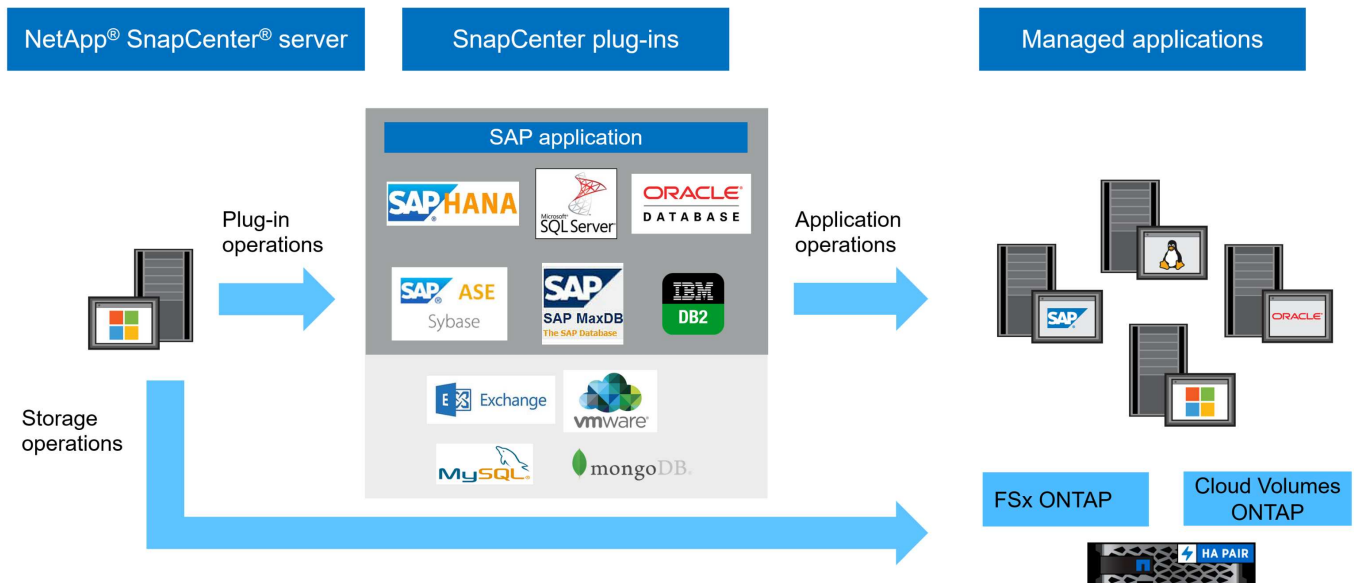 NetApp® SnapCenter® server
SnapCenter plug-ins
Managed applications
SAP application
SAP HANA
Microsoft®
SQL Server
ORACLE®
DATABASE
Plug-in
operations
Application
operations
SAP® ASE
Sybase
SAP
SAP MaxDB
The SAP Database
IBM
DB2
SAP
ORACLE
E Exchange
vmware®
Storage
operations
MySQL®
mongoDB®
FSx ONTAP
Cloud Volumes
ONTAP
HA PAIR